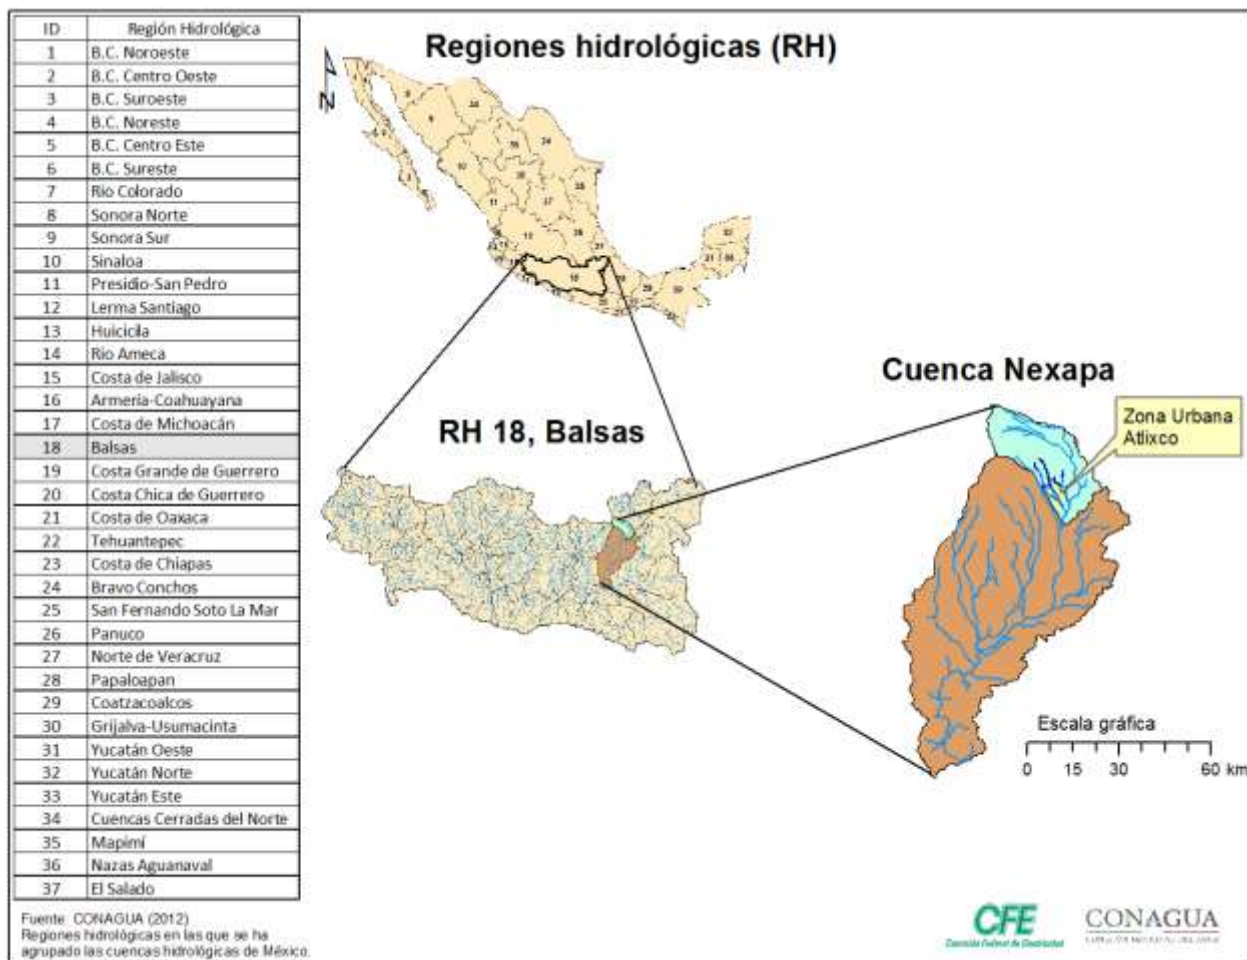 ID Región Hidrológica
1 B.C. Noroeste
2 B.C. Centro Oeste
3 B.C. Suroeste
4 B.C. Noreste
5 B.C. Centro Este
6 B.C. Sureste
7 Río Colorado
8 Sonora Norte
9 Sonora Sur
10 Sinaloa
11 Presidio-San Pedro
12 Lerma Santiago
13 Huicicila
14 Río Ameca
15 Costa de Jalisco
16 Armería-Coahuayana
17 Costa de Michoacán
18 Balsas
19 Costa Grande de Guerrero
20 Costa Chica de Guerrero
21 Costa de Oaxaca
22 Tehuantepec
23 Costa de Chiapas
24 Bravo Conchos
25 San Fernando Soto La Mar
26 Panuco
27 Norte de Veracruz
28 Papaloapan
29 Coatzacoalcos
30 Grijalva-Usumacinta
31 Yucatán Oeste
32 Yucatán Norte
33 Yucatán Este
34 Cuencas Cerradas del Norte
35 Mapimí
36 Nazas Aguanaval
37 El Salado
Fuente: CONAGUA (2012)
Regiones hidrológicas en las que se ha
agrupado las cuencas hidrológicas de México.
Regiones hidrológicas (RH)
N
RH 18, Balsas
Cuenca Nexapa
Zona Urbana
Atlixco
Escala gráfica
0 15 30 60 km
CFE
Comisión Federal de Electricidad
CONAGUA
COMISIÓN NACIONAL DEL AGUA